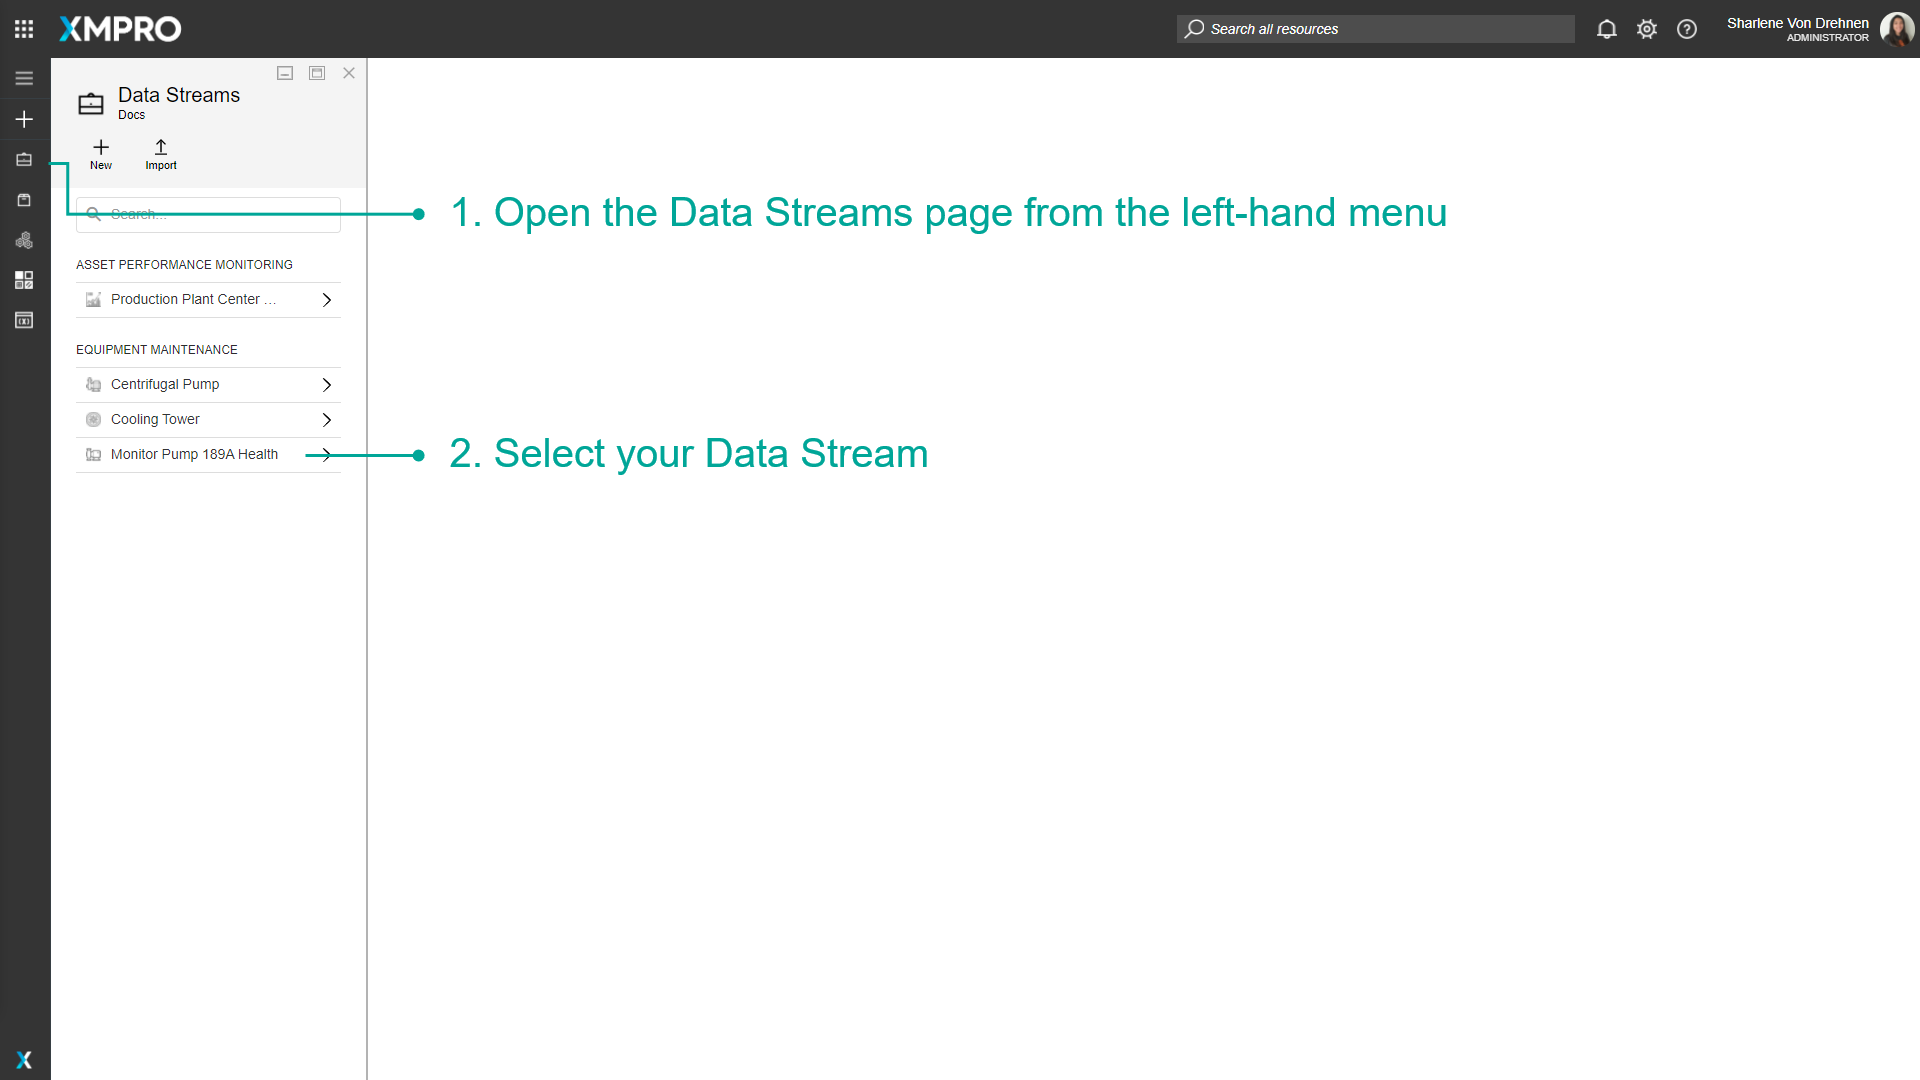 XMPRO
Search all resources
Sharlene Von Drehnen
ADMINISTRATOR
Data Streams
Docs
New
Import
Search...
1. Open the Data Streams page from the left-hand menu
ASSET PERFORMANCE MONITORING
Production Plant Center ...
EQUIPMENT MAINTENANCE
Centrifugal Pump
Cooling Tower
Monitor Pump 189A Health
2. Select your Data Stream